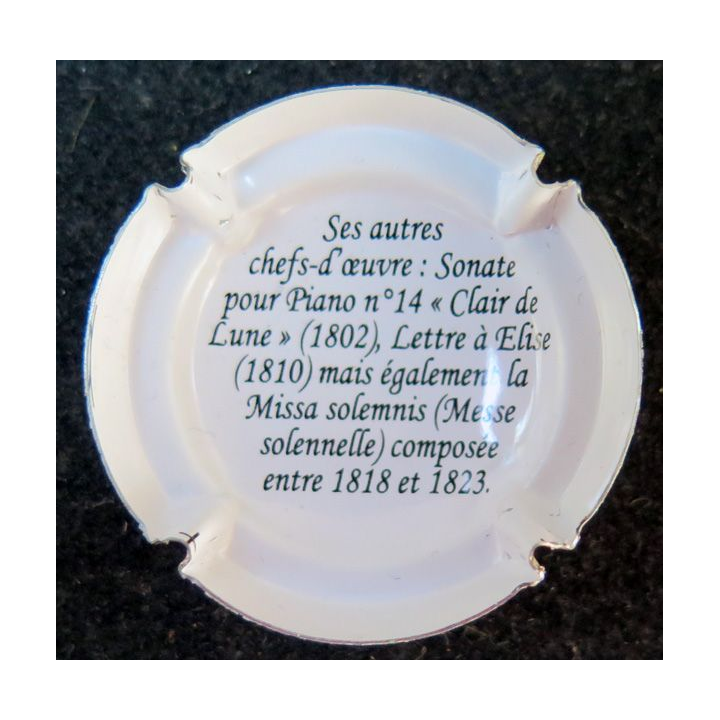 Ses autres
chefs-d'œuvre : Sonate
pour Piano n°14 « Clair de
Lune » (1802), Lettre à Elise
(1810) mais également la
Missa solemnis (Messe
solennelle) composée
entre 1818 et 1823.